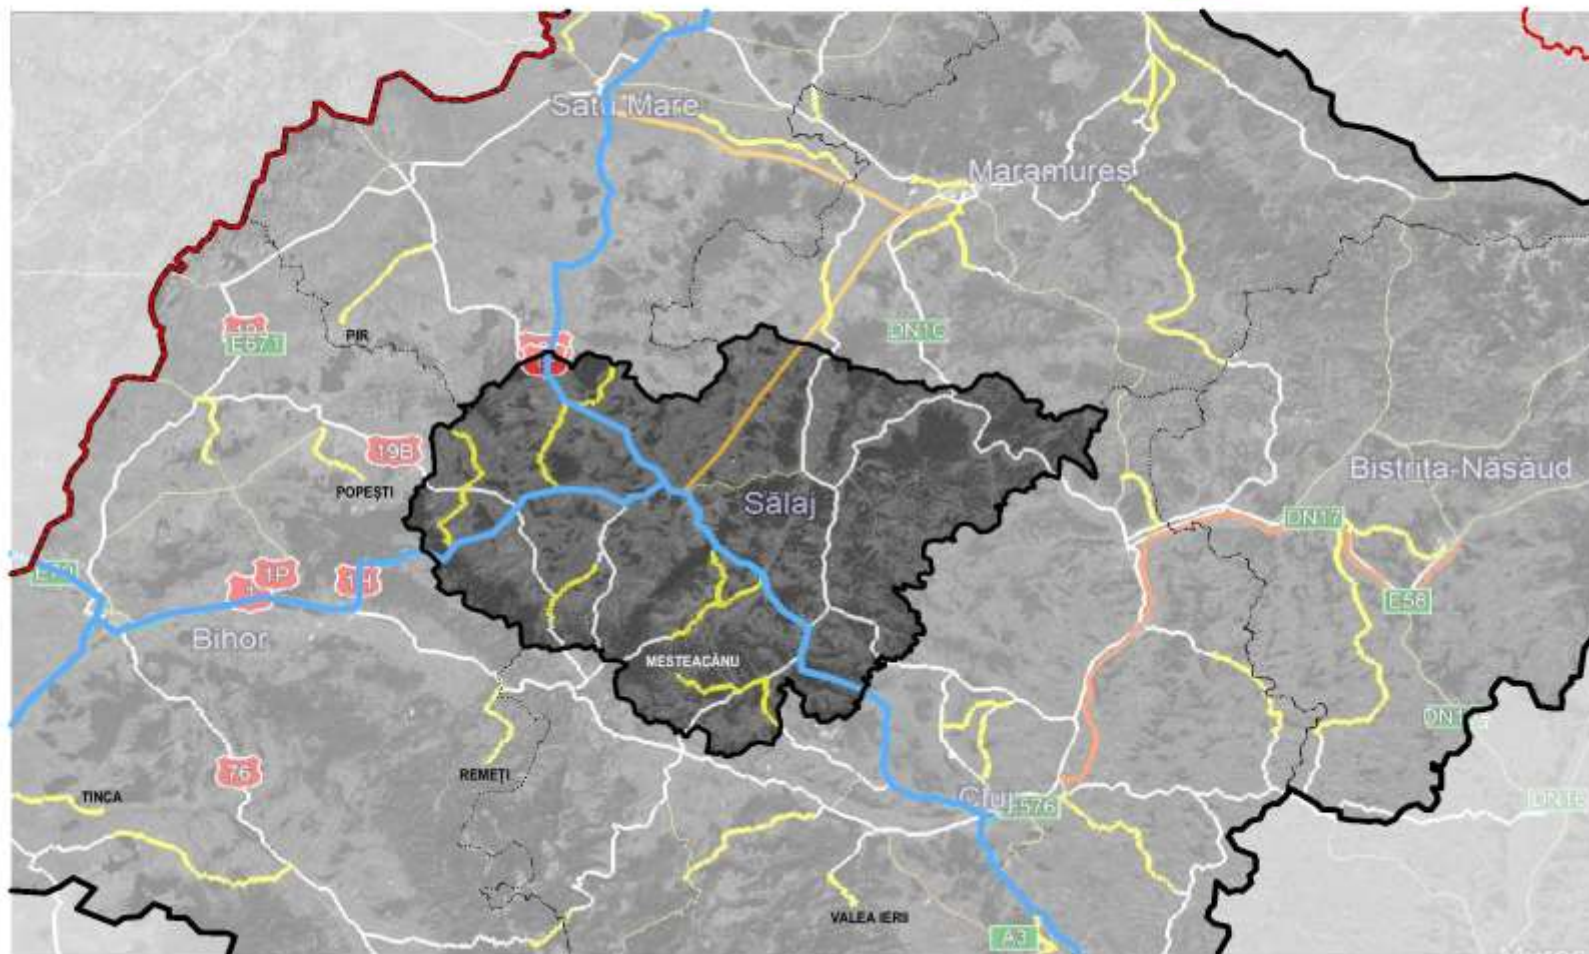 Satu Mare
Maramureș
DN1C
PIR
E671
19B
POPEȘTI
Sălaj
Bistrița-Năsăud
DN17
E58
1P
1H
Bihor
MESTEACĂNU
76
REMEȚI
TINCA
Cluj
E576
VALEA IERII
A3